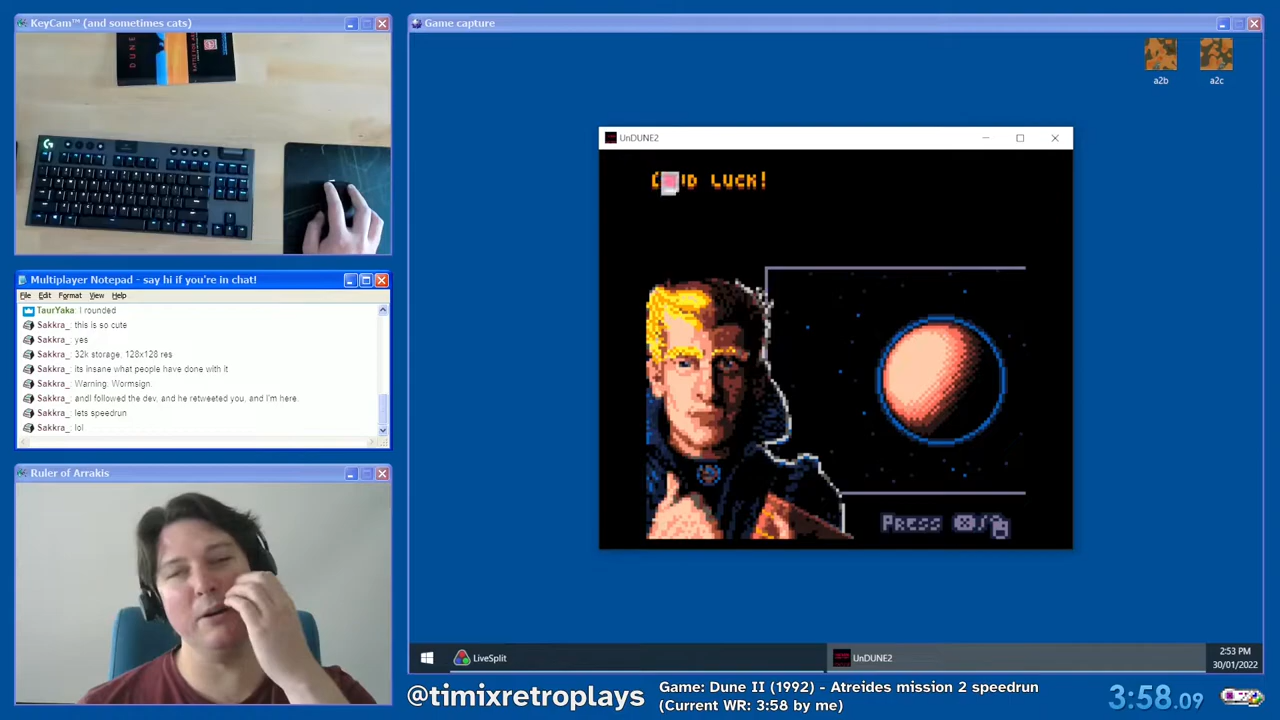 KeyCam™ (and sometimes cats)
DUNE
Multiplayer Notepad - say hi if you're in chat!
File Edit Format View Help
TaurYaka: I rounded
Sakkra_: this is so cute
Sakkra_: yes
Sakkra_: 32k storage, 128x128 res
Sakkra_: its insane what people have done with it
Sakkra_: Warning. Wormsign.
Sakkra_: andI followed the dev, and he retweeted you, and I'm here.
Sakkra_: lets speedrun
Sakkra_: lol
Ruler of Arrakis
Game capture
a2b
a2c
UnDUNE2
LUCK!
PRESS
LiveSplit
UnDUNE2
2:53 PM
30/01/2022
@timixretroplays
Game: Dune II (1992) - Atreides mission 2 speedrun
(Current WR: 3:58 by me)
3:58.09